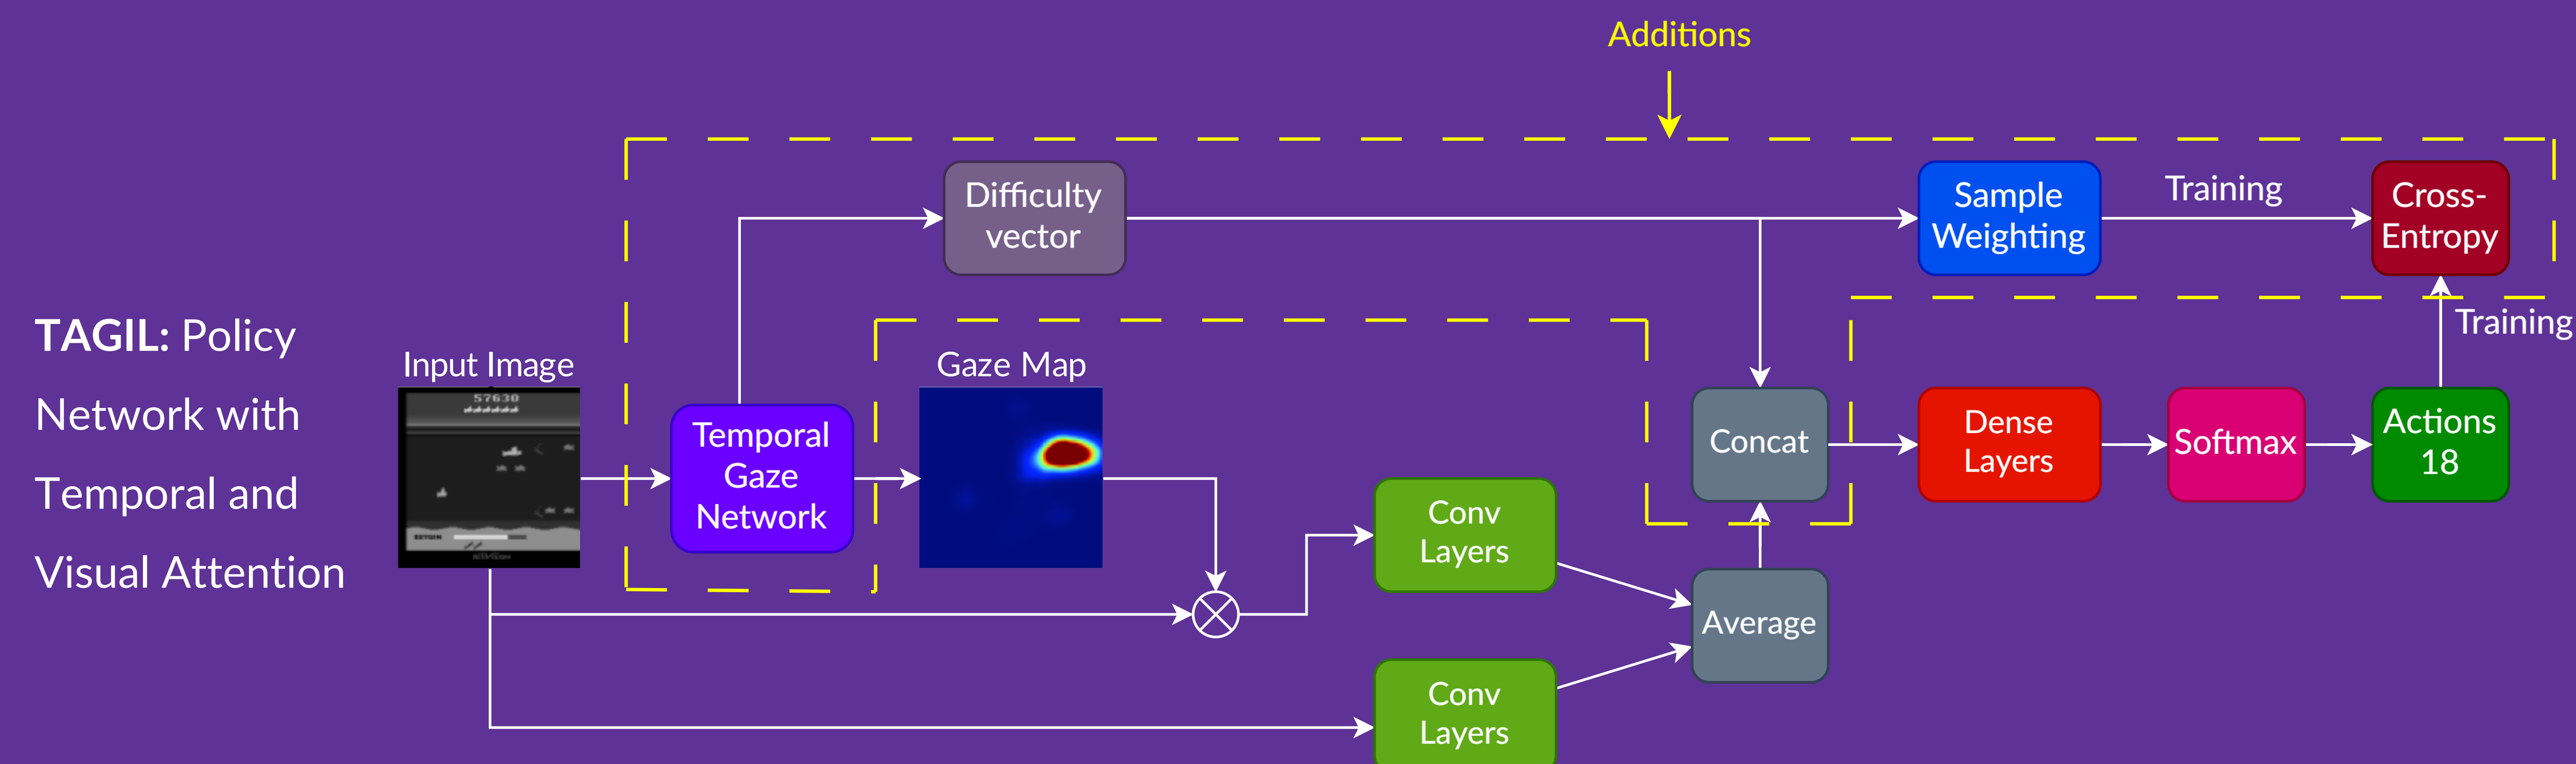 Additions
Difficulty
vector
Sample
Weighting
Training
Cross-
Entropy
TAGIL: Policy
Network with
Temporal and
Visual Attention
Input Image
57630
Temporal
Gaze
Network
Gaze Map
Conv
Layers
Conv
Layers
Concat
Average
Dense
Layers
Softmax
Actions
18
Training